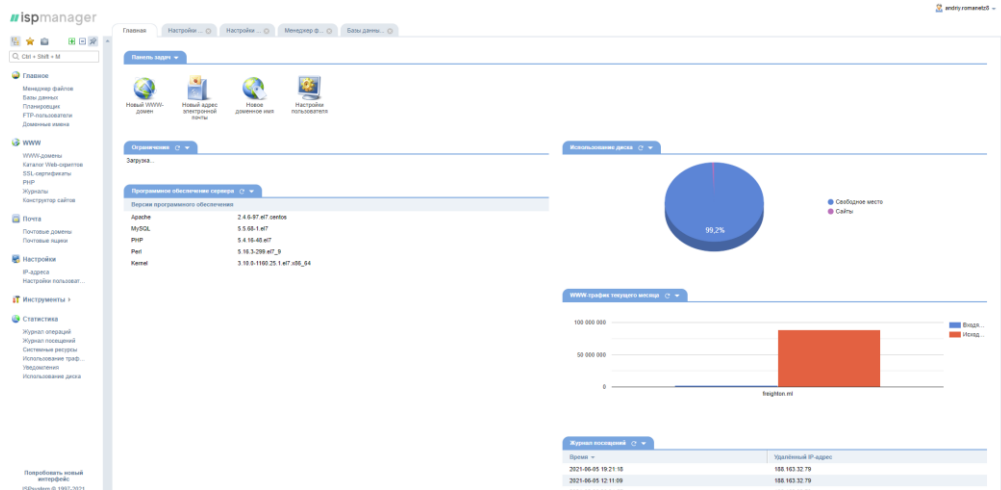 ispmanager
andriy.romanetz8
Главная
Настройки ...
Настройки ...
Менеджер ф...
Базы данны...
Ctrl + Shift + M
Главное
Менеджер файлов
Базы данных
Планировщик
FTP-пользователи
Доменные имена
WWW
WWW-домены
Каталог Web-скриптов
SSL-сертификаты
PHP
Журналы
Конструктор сайтов
Почта
Почтовые домены
Почтовые ящики
Настройки
IP-адреса
Настройки пользоват...
Инструменты
Статистика
Журнал операций
Журнал посещений
Системные ресурсы
Использование траф...
Уведомления
Использование диска
Попробовать новый
интерфейс
ISPsystem © 1997-2021
Панель задач
Новый WWW-
домен
Новый адрес
электронной
почты
Новое
доменное имя
Настройки
пользователя
Ограничения
Загрузка...
Программное обеспечение сервера
Версия программного обеспечения
Apache 2.4.6-97.el7.centos
MySQL 5.5.68-1.el7
PHP 5.4.16-48.el7
Perl 5.16.3-299.el7_9
Kernel 3.10.0-1160.25.1.el7.x86_64
Использование диска
99,2%
Свободное место
Сайты
WWW трафик текущего месяца
100 000 000
50 000 000
0
freighton.ml
Входя...
Исход...
Журнал посещений
Время
Удалённый IP-адрес
2021-06-05 19:21:16 188.163.32.79
2021-06-05 12:11:09 188.163.32.79